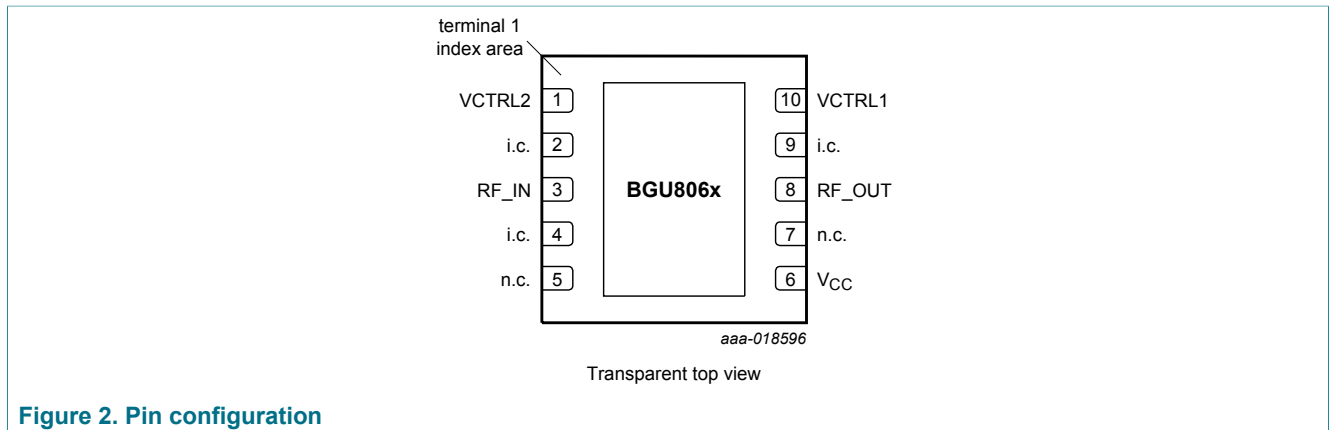 terminal 1
index area
VCTRL2 1 10 VCTRL1
i.c. 2 9 i.c.
RF_IN 3 BGU806x 8 RF_OUT
i.c. 4 7 n.c.
n.c. 5 6 VCC
aaa-018596
Transparent top view
Figure 2. Pin configuration